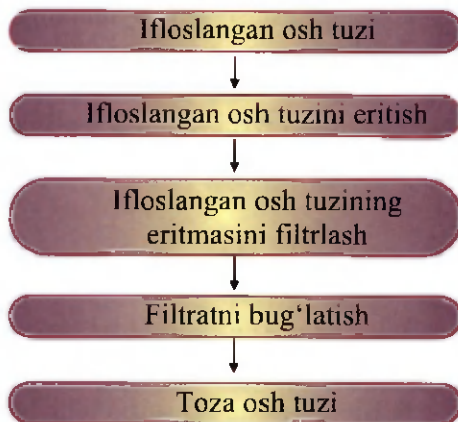 Ifloslangan osh tuzi
Ifloslangan osh tuzini eritish
Ifloslangan osh tuzining
eritmasini filtrlash
Filtratni bug‘latish
Toza osh tuzi